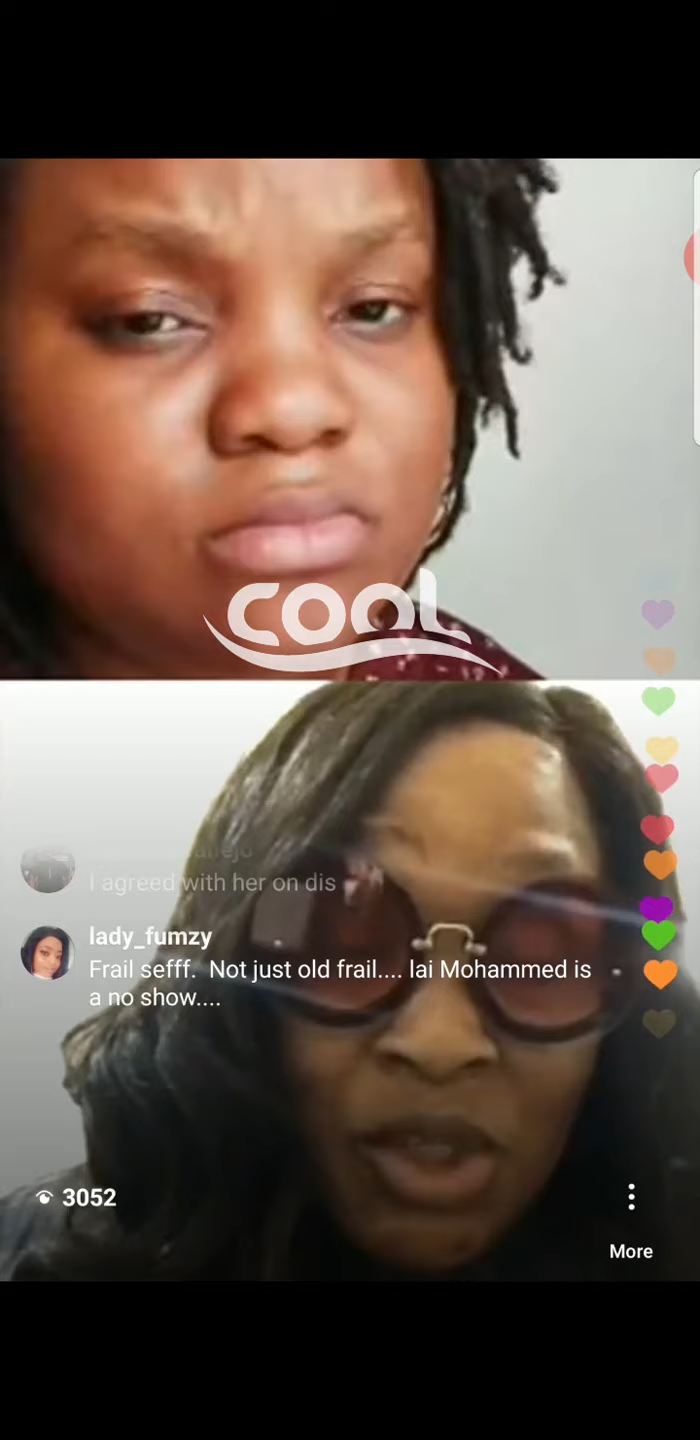 COOL
I agreed with her on dis
lady_fumzy
Frail sefff. Not just old frail.... lai Mohammed is
a no show....
3052
More